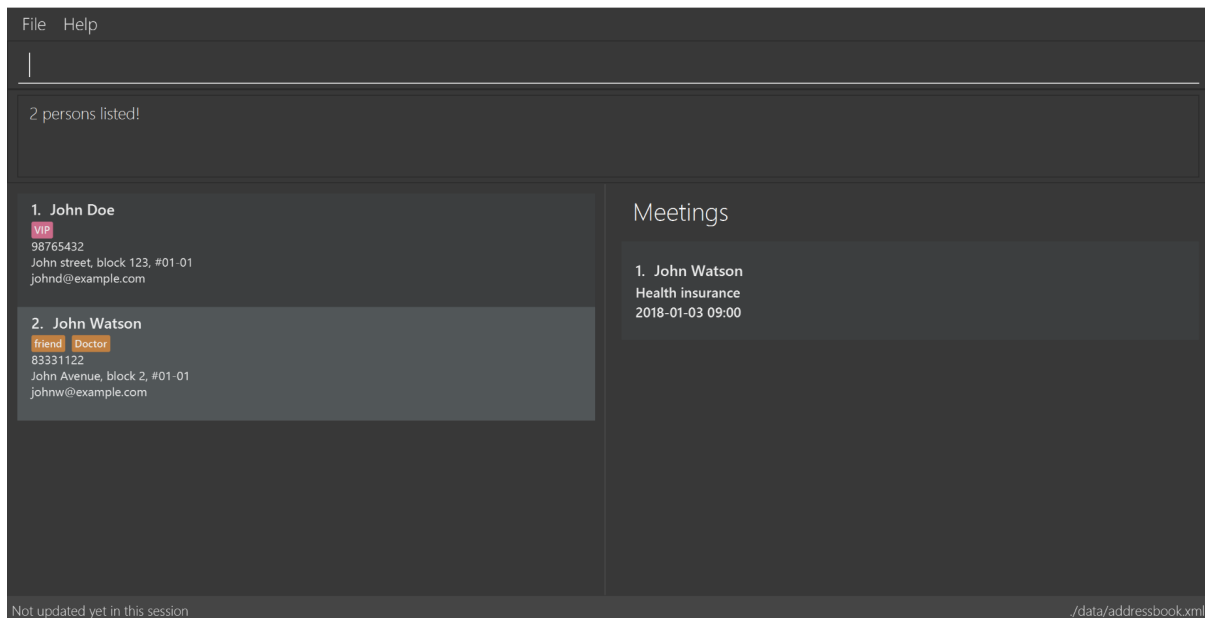 File Help
2 persons listed!
1. John Doe
VIP
98765432
John street, block 123, #01-01
johnd@example.com
2. John Watson
friend Doctor
83331122
John Avenue, block 2, #01-01
johnw@example.com
Meetings
1. John Watson
Health insurance
2018-01-03 09:00
Not updated yet in this session
./data/addressbook.xml